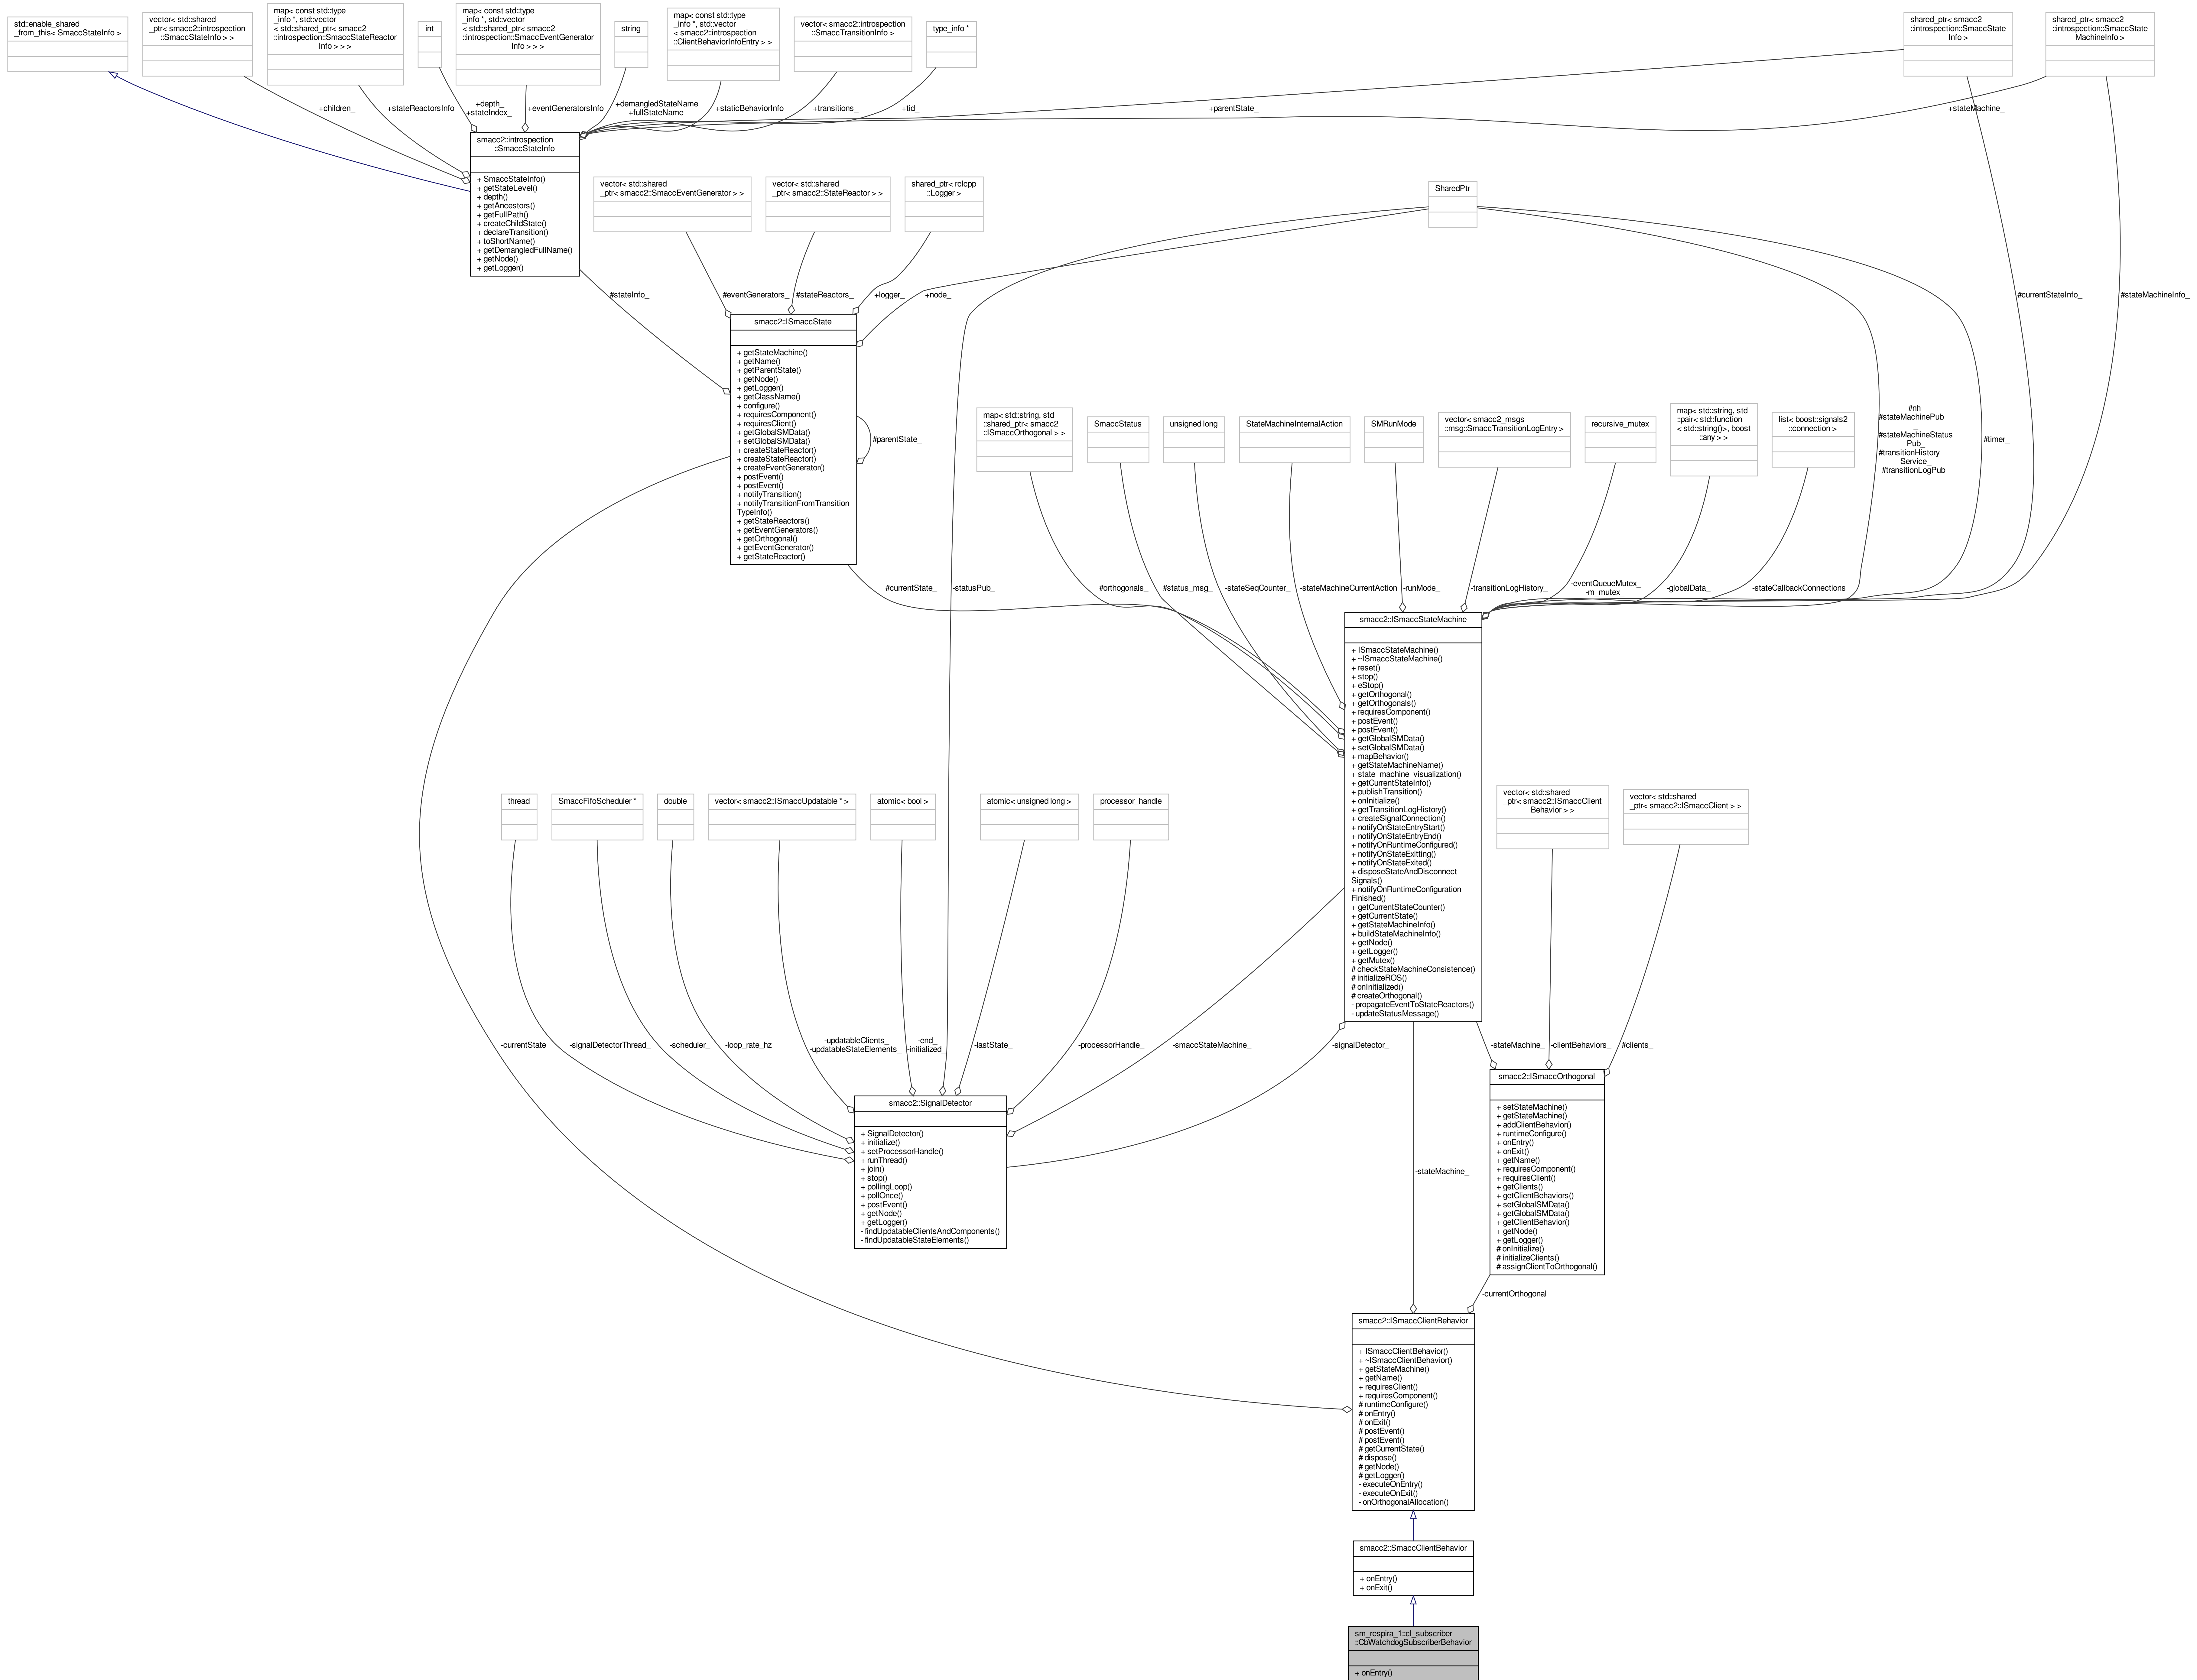 std::enable_shared
_from_this< SmaccStateInfo >
vector< std::shared
_ptr< smacc2::introspection
::SmaccStateInfo > >
map< const std::type
_info *, std::vector
< std::shared_ptr< smacc2
::introspection::SmaccStateReactor
Info > > >
int
map< const std::type
_info *, std::vector
< std::shared_ptr< smacc2
::introspection::SmaccEventGenerator
Info > > >
string
map< const std::type
_info *, std::vector
< smacc2::introspection
::ClientBehaviorInfoEntry > >
vector< smacc2::introspection
::SmaccTransitionInfo >
type_info *
shared_ptr< smacc2
::introspection::SmaccState
Info >
shared_ptr< smacc2
::introspection::SmaccState
MachineInfo >
+children_
+stateReactorsInfo
+depth_
+stateIndex_
+eventGeneratorsInfo
+demangledStateName
+fullStateName
+staticBehaviorInfo
+transitions_
+tid_
+parentState_
+stateMachine_
smacc2::introspection
::SmaccStateInfo
+ SmaccStateInfo()
+ getStateLevel()
+ depth()
+ getAncestors()
+ getFullPath()
+ createChildState()
+ declareTransition()
+ toShortName()
+ getDemangledFullName()
+ getNode()
+ getLogger()
vector< std::shared
_ptr< smacc2::SmaccEventGenerator > >
vector< std::shared
_ptr< smacc2::StateReactor > >
shared_ptr< rclcpp
::Logger >
SharedPtr
#stateInfo_
#eventGenerators_
#stateReactors_
+logger_
+node_
#currentStateInfo_
#stateMachineInfo_
smacc2::ISmaccState
+ getStateMachine()
+ getName()
+ getParentState()
+ getNode()
+ getLogger()
+ getClassName()
+ configure()
+ requiresComponent()
+ requiresClient()
+ getGlobalSMData()
+ setGlobalSMData()
+ createStateReactor()
+ createStateReactor()
+ createEventGenerator()
+ postEvent()
+ postEvent()
+ notifyTransition()
+ notifyTransitionFromTransition
TypeInfo()
+ getStateReactors()
+ getEventGenerators()
+ getOrthogonal()
+ getEventGenerator()
+ getStateReactor()
#parentState_
map< std::string, std
::shared_ptr< smacc2
::ISmaccOrthogonal > >
SmaccStatus
unsigned long
StateMachineInternalAction
SMRunMode
vector< smacc2_msgs
::msg::SmaccTransitionLogEntry >
recursive_mutex
map< std::string, std
::pair< std::function
< std::string()>, boost
::any > >
list< boost::signals2
::connection >
#nh_
#stateMachinePub
_
#stateMachineStatus
Pub_
#transitionHistory
Service_
#transitionLogPub_
#timer_
#currentState_
-statusPub_
#orthogonals_
#status_msg_
-stateSeqCounter_
-stateMachineCurrentAction
-runMode_
-transitionLogHistory_
-eventQueueMutex_
-m_mutex_
-globalData_
-stateCallbackConnections
smacc2::ISmaccStateMachine
+ ISmaccStateMachine()
+ ~ISmaccStateMachine()
+ reset()
+ stop()
+ eStop()
+ getOrthogonal()
+ getOrthogonals()
+ requiresComponent()
+ postEvent()
+ postEvent()
+ getGlobalSMData()
+ setGlobalSMData()
+ mapBehavior()
+ getStateMachineName()
+ state_machine_visualization()
+ getCurrentStateInfo()
+ publishTransition()
+ onInitialize()
+ getTransitionLogHistory()
+ createSignalConnection()
+ notifyOnStateEntryStart()
+ notifyOnStateEntryEnd()
+ notifyOnRuntimeConfigured()
+ notifyOnStateExitting()
+ notifyOnStateExited()
+ disposeStateAndDisconnect
Signals()
+ notifyOnRuntimeConfiguration
Finished()
+ getCurrentStateCounter()
+ getCurrentState()
+ getStateMachineInfo()
+ buildStateMachineInfo()
+ getNode()
+ getLogger()
+ getMutex()
# checkStateMachineConsistence()
# initializeROS()
# onInitialized()
# createOrthogonal()
- propagateEventToStateReactors()
- updateStatusMessage()
thread
SmaccFifoScheduler *
double
vector< smacc2::ISmaccUpdatable * >
atomic< bool >
atomic< unsigned long >
processor_handle
vector< std::shared
_ptr< smacc2::ISmaccClient
Behavior > >
vector< std::shared
_ptr< smacc2::ISmaccClient > >
-currentState
-signalDetectorThread_
-scheduler_
-loop_rate_hz
-updatableClients_
-updatableStateElements_
-end_
-initialized_
-lastState_
-processorHandle_
-smaccStateMachine_
-signalDetector_
-stateMachine_
-clientBehaviors_
#clients_
smacc2::SignalDetector
+ SignalDetector()
+ initialize()
+ setProcessorHandle()
+ runThread()
+ join()
+ stop()
+ pollingLoop()
+ pollOnce()
+ postEvent()
+ getNode()
+ getLogger()
- findUpdatableClientsAndComponents()
- findUpdatableStateElements()
smacc2::ISmaccOrthogonal
+ setStateMachine()
+ getStateMachine()
+ addClientBehavior()
+ runtimeConfigure()
+ onEntry()
+ onExit()
+ getName()
+ requiresComponent()
+ requiresClient()
+ getClients()
+ getClientBehaviors()
+ setGlobalSMData()
+ getGlobalSMData()
+ getClientBehavior()
+ getNode()
+ getLogger()
# onInitialize()
# initializeClients()
# assignClientToOrthogonal()
-stateMachine_
-currentOrthogonal
smacc2::ISmaccClientBehavior
+ ISmaccClientBehavior()
+ ~ISmaccClientBehavior()
+ getStateMachine()
+ getName()
+ requiresClient()
+ requiresComponent()
# runtimeConfigure()
# onEntry()
# onExit()
# postEvent()
# postEvent()
# getCurrentState()
# dispose()
# getNode()
# getLogger()
- executeOnEntry()
- executeOnExit()
- onOrthogonalAllocation()
smacc2::SmaccClientBehavior
+ onEntry()
+ onExit()
sm_respira_1::cl_subscriber
::CbWatchdogSubscriberBehavior
+ onEntry()